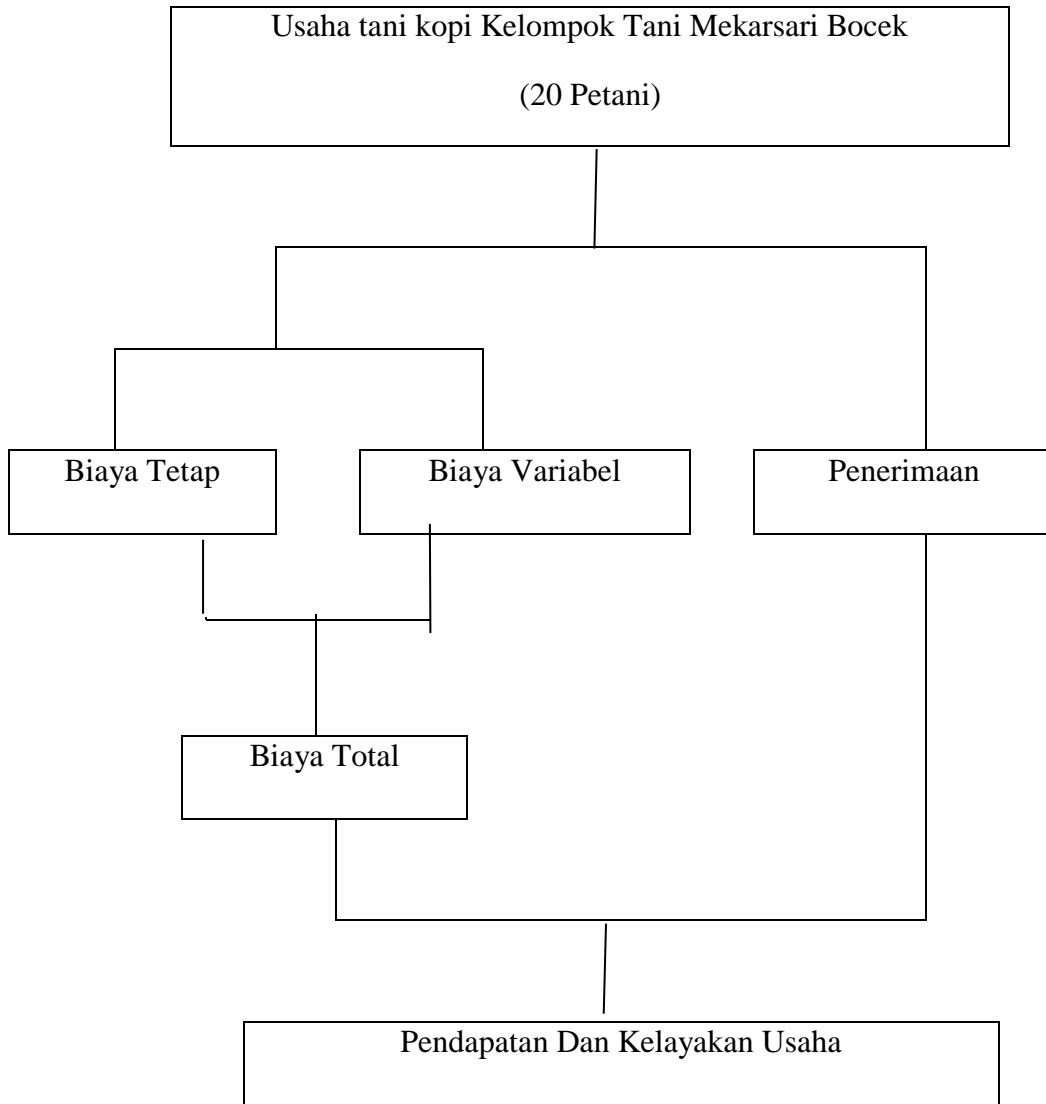 Usaha tani kopi Kelompok Tani Mekarsari Bocek
(20 Petani)
Biaya Tetap
Biaya Variabel
Penerimaan
Biaya Total
Pendapatan Dan Kelayakan Usaha